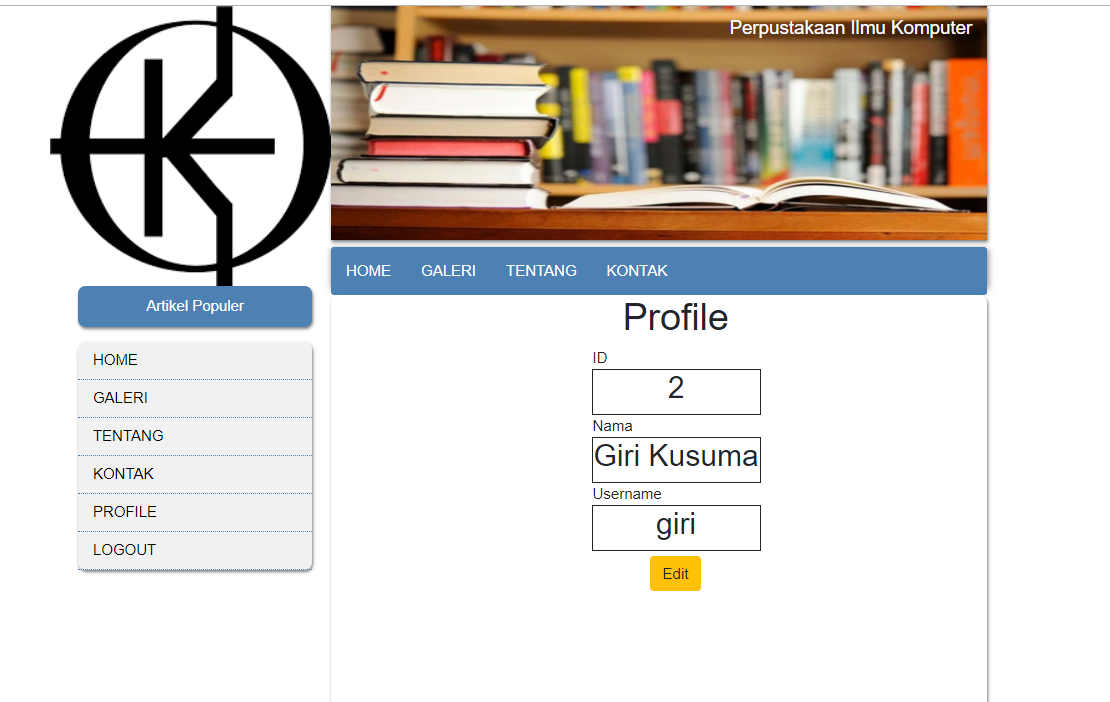 Perpustakaan Ilmu Komputer
HOME GALERI TENTANG KONTAK
Artikel Populer
HOME
GALERI
TENTANG
KONTAK
PROFILE
LOGOUT
Profile
ID
2
Nama
Giri Kusuma
Username
giri
Edit